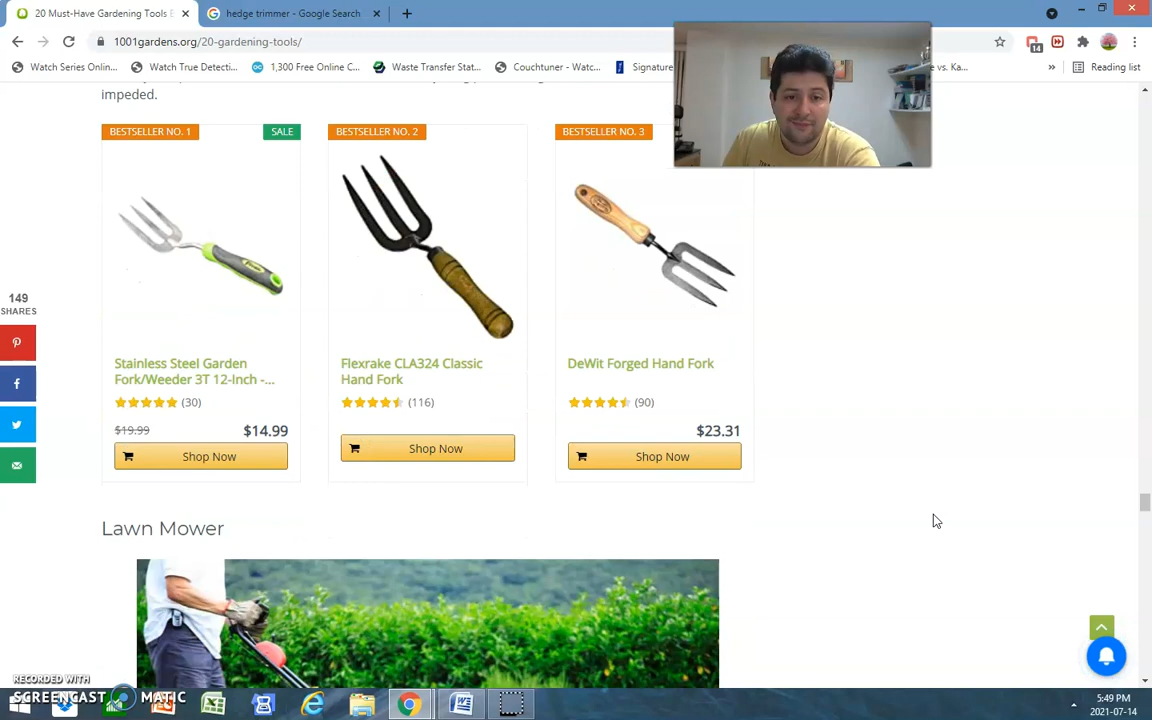 20 Must-Have Gardening Tools
hedge trimmer - Google Search
1001gardens.org/20-gardening-tools/
14
Watch Series Onlin...
Watch True Detecti...
1,300 Free Online C...
Waste Transfer Stat...
Couchtuner - Watc...
Signature
e vs. Ka...
Reading list
impeded.
BESTSELLER NO. 1
SALE
BESTSELLER NO. 2
BESTSELLER NO. 3
149
SHARES
Stainless Steel Garden
Fork/Weeder 3T 12-Inch -...
(30)
$19.99
$14.99
Shop Now
Flexrake CLA324 Classic
Hand Fork
(116)
Shop Now
DeWit Forged Hand Fork
(90)
$23.31
Shop Now
Lawn Mower
RECORDED WITH
SCREENCAST MATIC
5:49 PM
2021-07-14